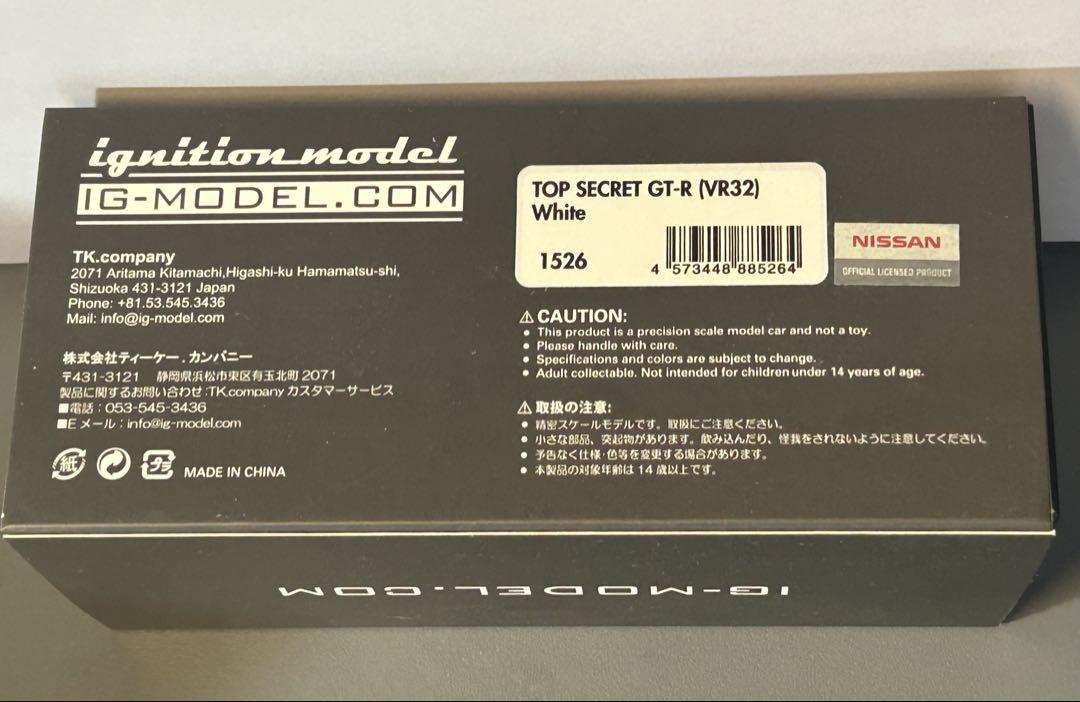 ignition model
IG-MODEL.COM
TK.company
2071 Aritama Kitamachi,Higashi-ku Hamamatsu-shi,
Shizuoka 431-3121 Japan
Phone: +81.53.545.3436
Mail: info@ig-model.com
株式会社ティーケー.カンパニー
〒431-3121 静岡県浜松市東区有玉北町 2071
製品に関するお問い合わせ:TK.company カスタマーサービス
■電話:053-545-3436
■E メール:info@ig-model.com
紙
プラ
MADE IN CHINA
TOP SECRET GT-R (VR32)
White
1526
4 573448 885264
NISSAN
OFFICIAL LICENSED PRODUCT
⚠ CAUTION:
• This product is a precision scale model car and not a toy.
• Please handle with care.
• Specifications and colors are subject to change.
• Adult collectable. Not intended for children under 14 years of age.
⚠ 取扱の注意:
• 精密スケールモデルです。取扱にご注意ください。
• 小さな部品、突起物があります。飲み込んだり、怪我をされないように注意してください。
• 予告なく仕様・色等を変更する場合があります。
• 本製品の対象年齢は 14 歳以上です。
IG-MODEL.COM